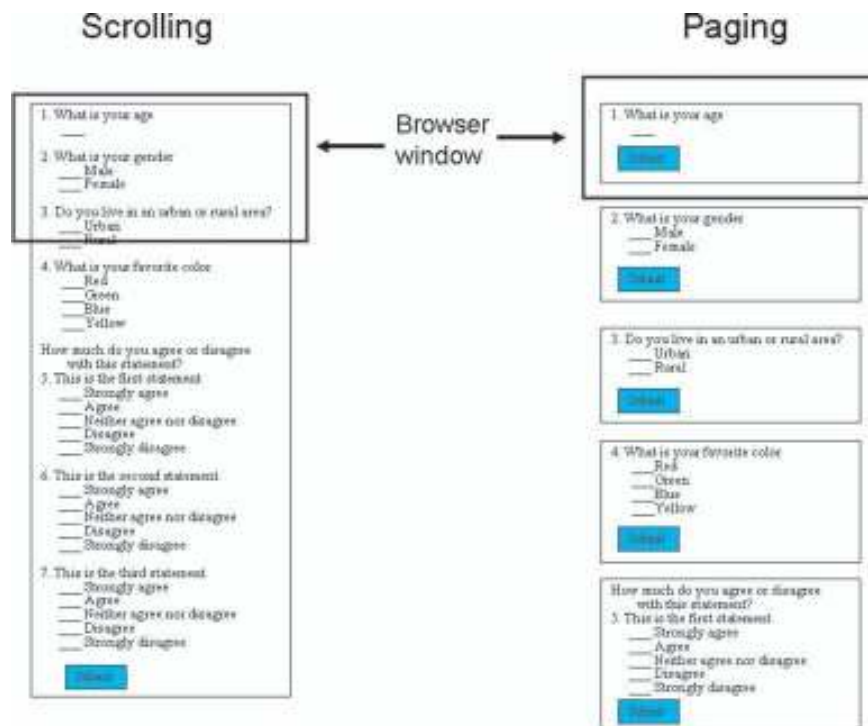 Scrolling
1. What is your age
2. What is your gender
Male
Female
3. Do you live in an urban or rural area?
Urban
Rural
4. What is your favorite color
Red
Green
Blue
Yellow
How much do you agree or disagree
with this statement?
5. This is the first statement
Strongly agree
Agree
Neither agree nor disagree
Disagree
Strongly disagree
6. This is the second statement
Strongly agree
Agree
Neither agree nor disagree
Disagree
Strongly disagree
7. This is the third statement
Strongly agree
Agree
Neither agree nor disagree
Disagree
Strongly disagree
Submit
Browser
window
Paging
1. What is your age
Submit
2. What is your gender
Male
Female
Submit
3. Do you live in an urban or rural area?
Urban
Rural
Submit
4. What is your favorite color
Red
Green
Blue
Yellow
Submit
How much do you agree or disagree
with this statement?
5. This is the first statement
Strongly agree
Agree
Neither agree nor disagree
Disagree
Strongly disagree
Submit